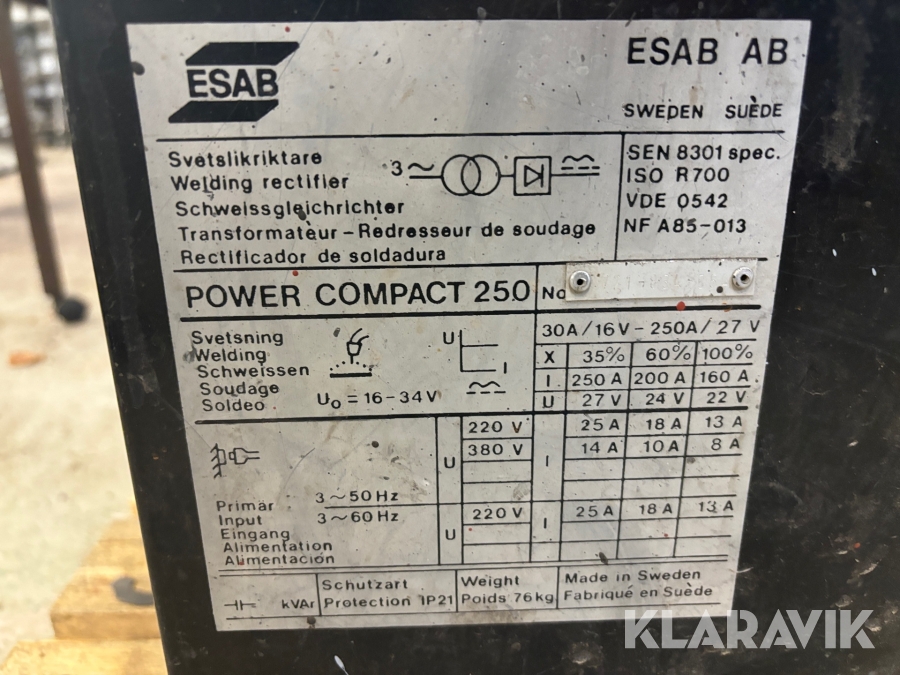 ESAB
ESAB AB
SWEDEN SUÈDE
Svetslikriktare
Welding rectifier
Schweissgleichrichter
Transformateur-Redresseur de soudage
Rectificador de soldadura
3~
SEN 8301 spec.
ISO R700
VDE 0542
NF A85-013
POWER COMPACT 250 No
Svetsning
Welding
Schweissen
Soudage
Soldeo
U I
U₀ = 16-34V
30A/16V-250A/27V
X 35% 60% 100%
I 250 A 200 A 160 A
U 27 V 24 V 22 V
Primär
Input
Eingang
Alimentation
Alimentación
3~50 Hz
3~60 Hz
U 220 V I 25 A 18 A 13 A
380 V 14 A 10 A 8 A
U 220 V I 25 A 18 A 13 A
kVAr
Schutzart
Protection IP21
Weight
Poids 76kg
Made in Sweden
Fabriqué en Suède
KLARAVIK